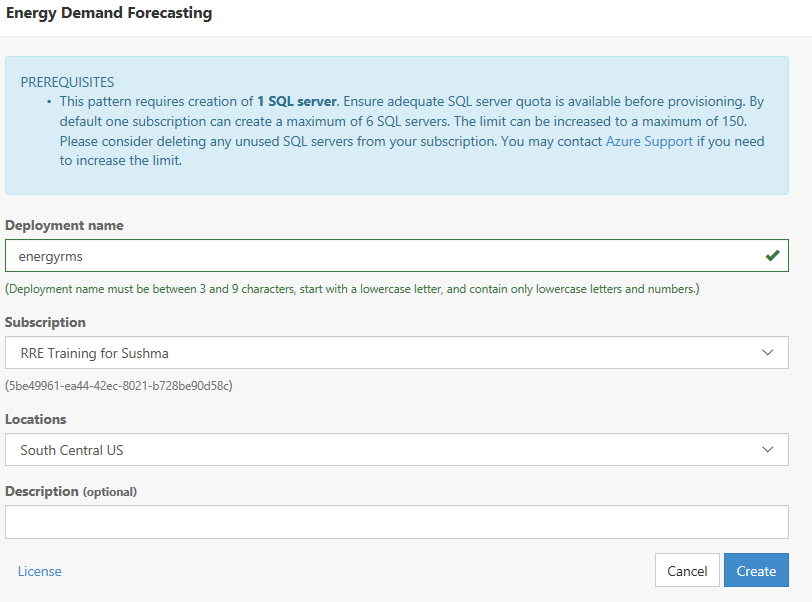 Energy Demand Forecasting
PREREQUISITES
• This pattern requires creation of 1 SQL server. Ensure adequate SQL server quota is available before provisioning. By
default one subscription can create a maximum of 6 SQL servers. The limit can be increased to a maximum of 150.
Please consider deleting any unused SQL servers from your subscription. You may contact Azure Support if you need
to increase the limit.
Deployment name
energyrms
(Deployment name must be between 3 and 9 characters, start with a lowercase letter, and contain only lowercase letters and numbers.)
Subscription
RRE Training for Sushma
(5be49961-ea44-42ec-8021-b728be90d58c)
Locations
South Central US
Description (optional)
License
Cancel
Create